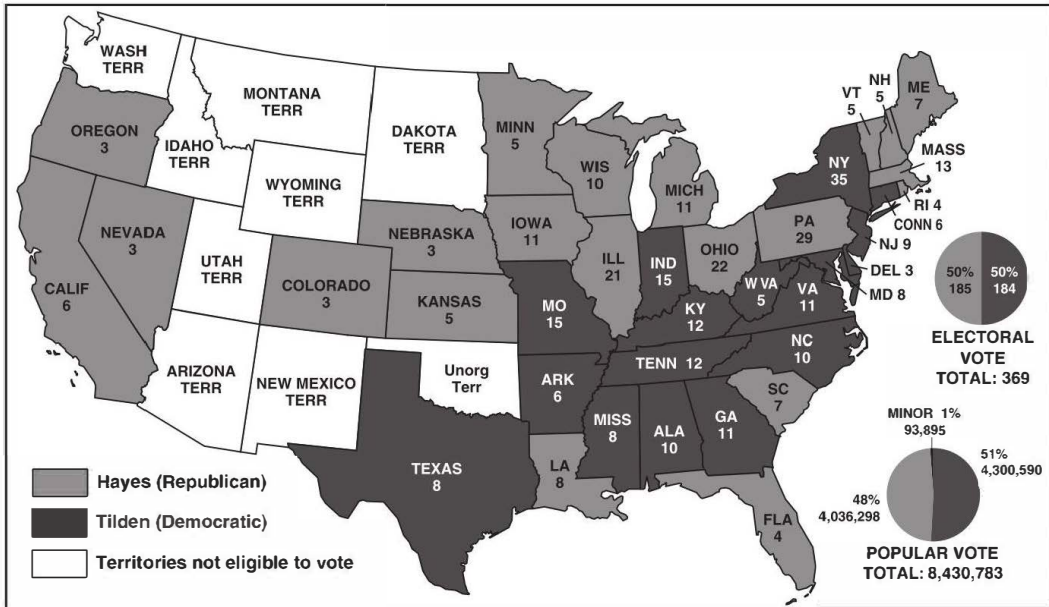 WASH
TERR
OREGON
3
IDAHO
TERR
MONTANA
TERR
WYOMING
TERR
DAKOTA
TERR
MINN
5
WIS
10
MICH
11
NEVADA
3
CALIF
6
UTAH
TERR
COLORADO
3
NEBRASKA
3
KANSAS
5
IOWA
11
ILL
21
IND
15
OHIO
22
PA
29
NY
35
VT
5
NH
5
ME
7
MASS
13
RI 4
CONN 6
NJ 9
DEL 3
MD 8
W VA
5
VA
11
KY
12
MO
15
ARIZONA
TERR
NEW MEXICO
TERR
Unorg
Terr
ARK
6
TENN 12
NC
10
SC
7
GA
11
ALA
10
MISS
8
LA
8
TEXAS
8
FLA
4
Hayes (Republican)
Tilden (Democratic)
Territories not eligible to vote
50%
185
50%
184
ELECTORAL
VOTE
TOTAL: 369
MINOR 1%
93,895
51%
4,300,590
48%
4,036,298
POPULAR VOTE
TOTAL: 8,430,783